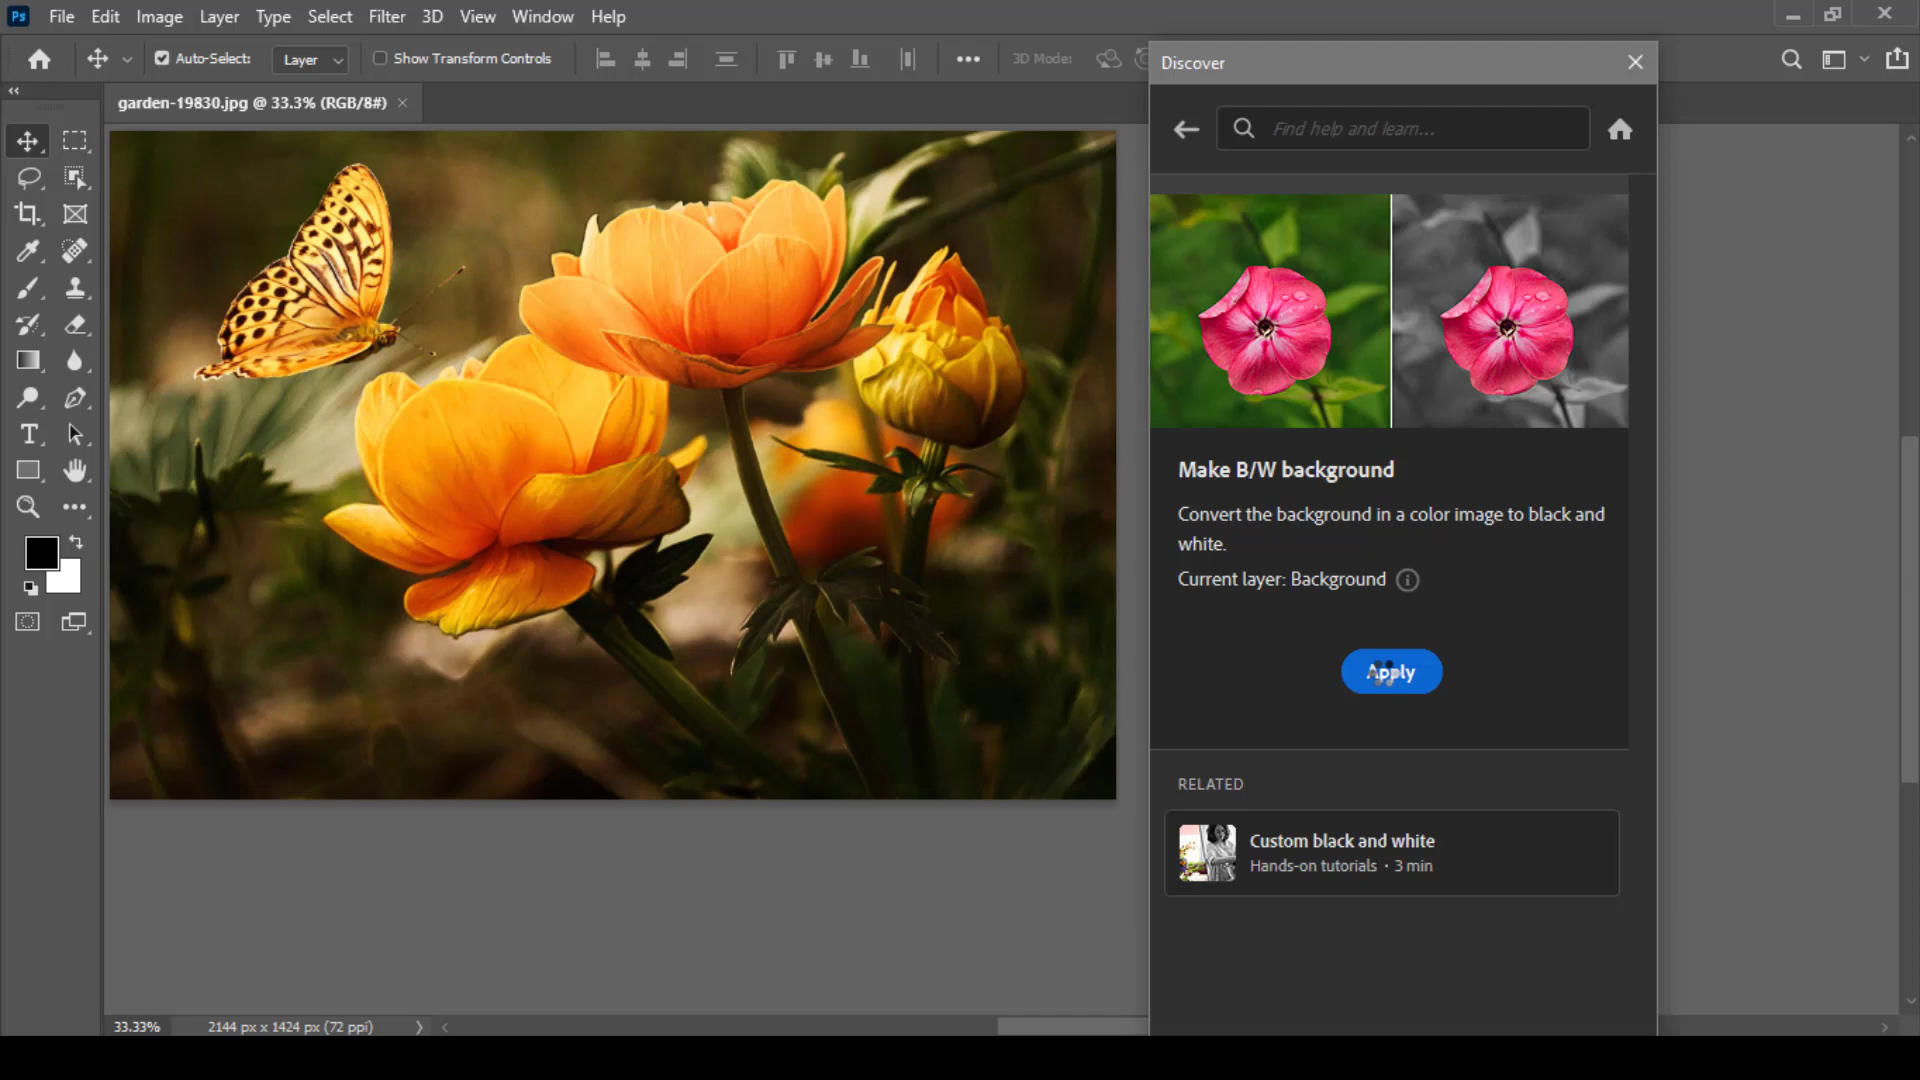 Ps File Edit Image Layer Type Select Filter 3D View Window Help
Auto-Select: Layer Show Transform Controls 3D Mode:
Discover
garden-19830.jpg @ 33.3% (RGB/8#)
Find help and learn...
Make B/W background
Convert the background in a color image to black and
white.
Current layer: Background
Apply
RELATED
Custom black and white
Hands-on tutorials • 3 min
33.33% 2144 px x 1424 px (72 ppi)